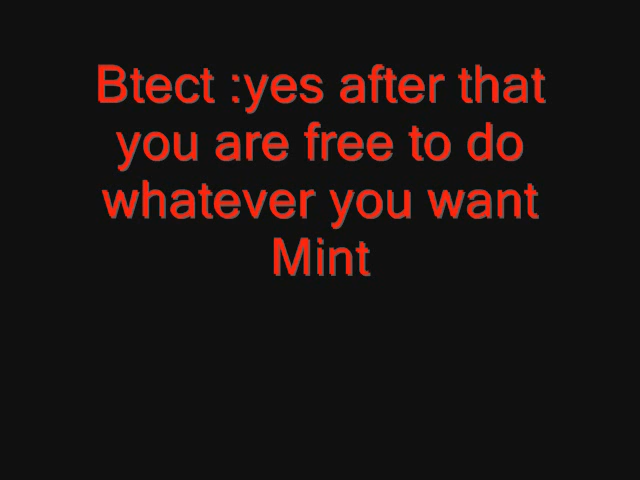 Btect :yes after that
you are free to do
whatever you want
Mint